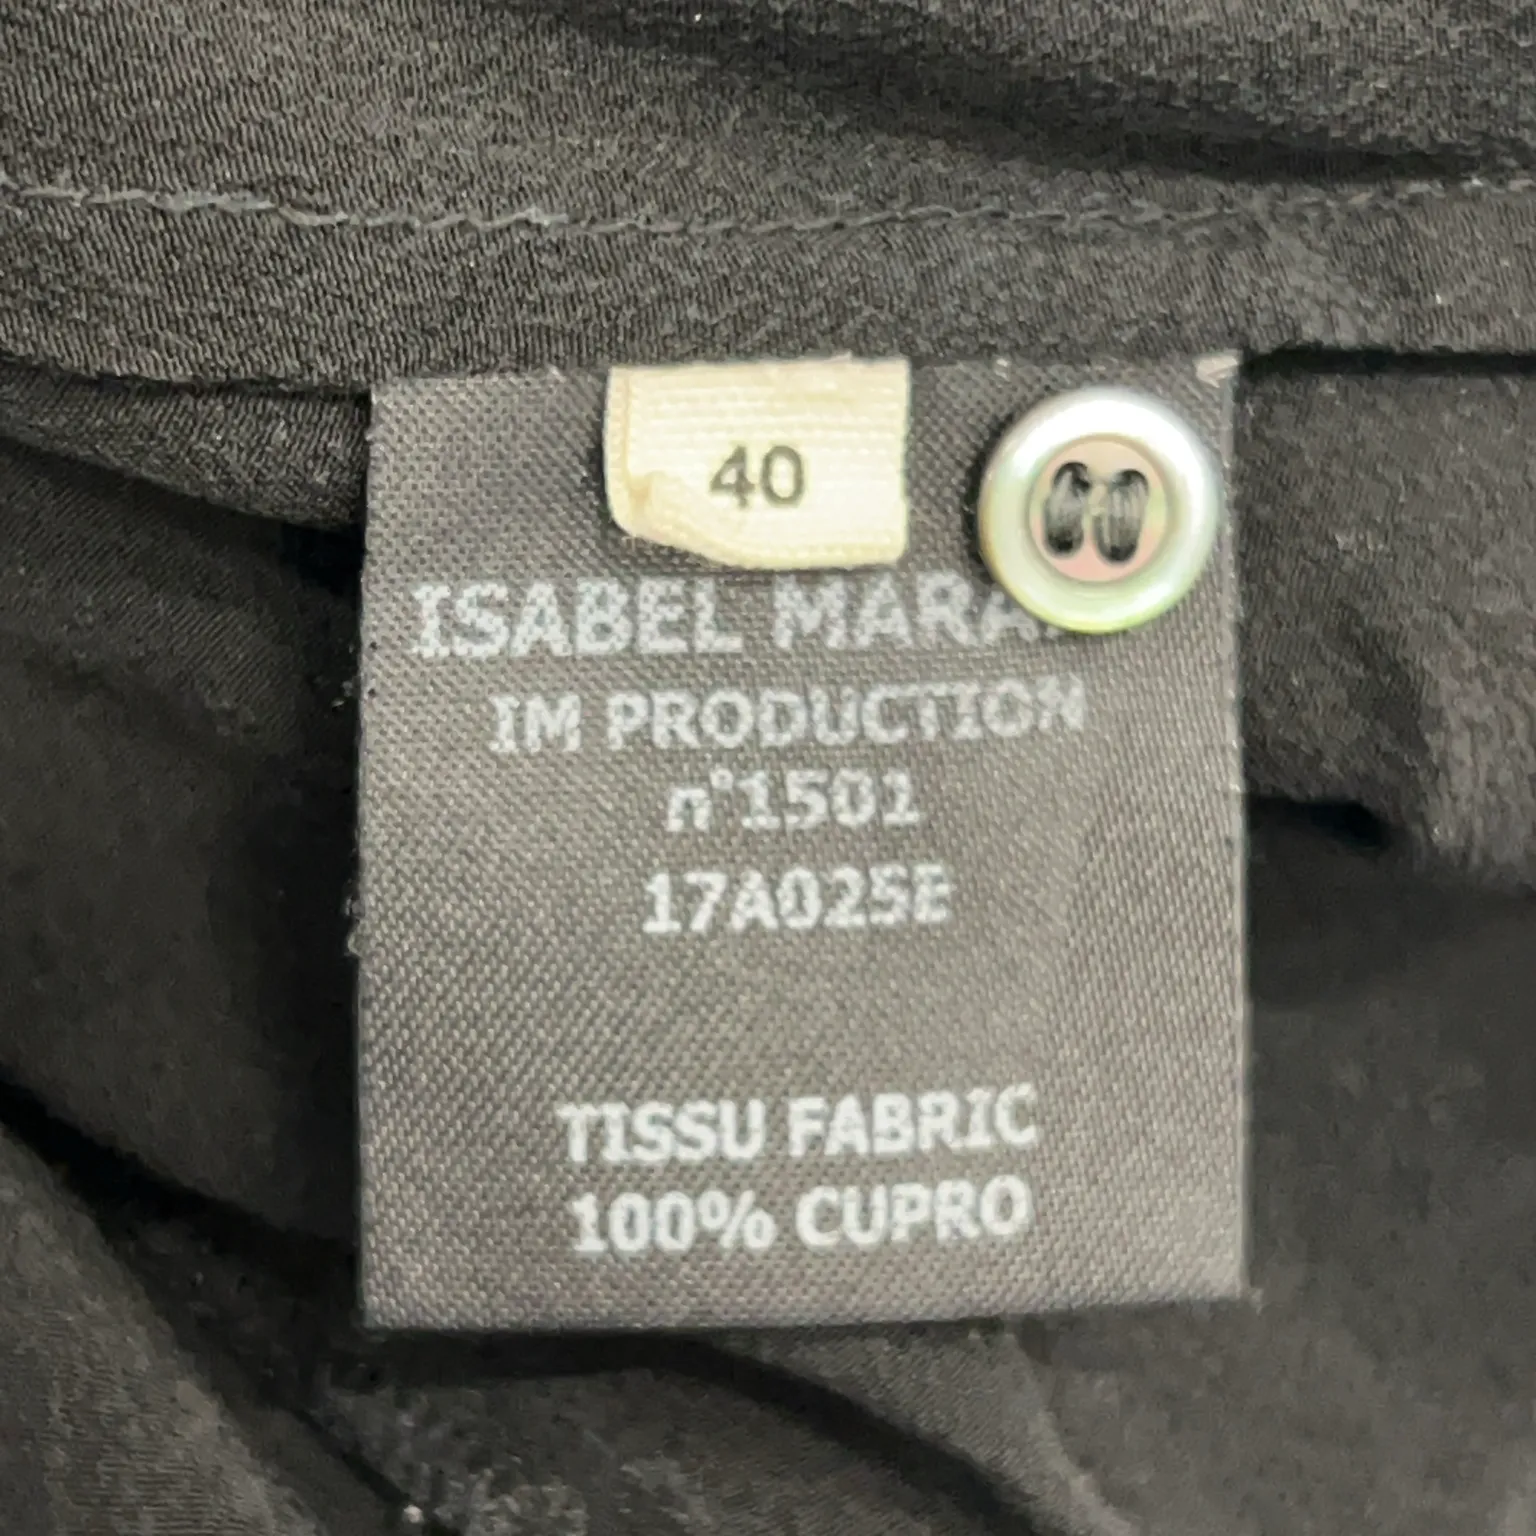 40
ISABEL MARA
IM PRODUCTION
n°1501
17A025E
TISSU FABRIC
100% CUPRO